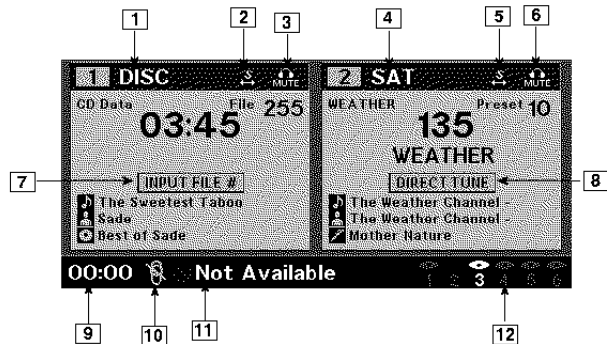 1 2 3 4 5 6
1 DISC S MUTE
CD Data File 255
03:45
7 INPUT FILE #
The Sweetest Taboo
Sade
Best of Sade
2 SAT S MUTE
WEATHER Preset 10
135
WEATHER
DIRECT TUNE 8
The Weather Channel -
The Weather Channel -
Mother Nature
00:00 Not Available 1 2 3 4 5 6
9 10 11 12